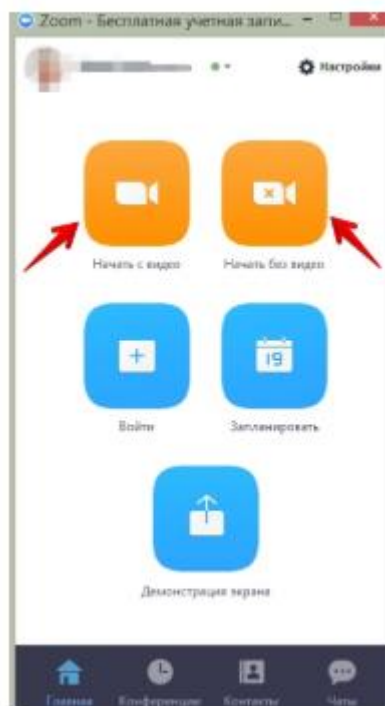 Zoom - Бесплатная учетная запи...
Настройки
Начать с видео
Начать без видео
19
Войти
Запланировать
Демонстрация экрана
Главная
Конференции
Контакты
Чаты